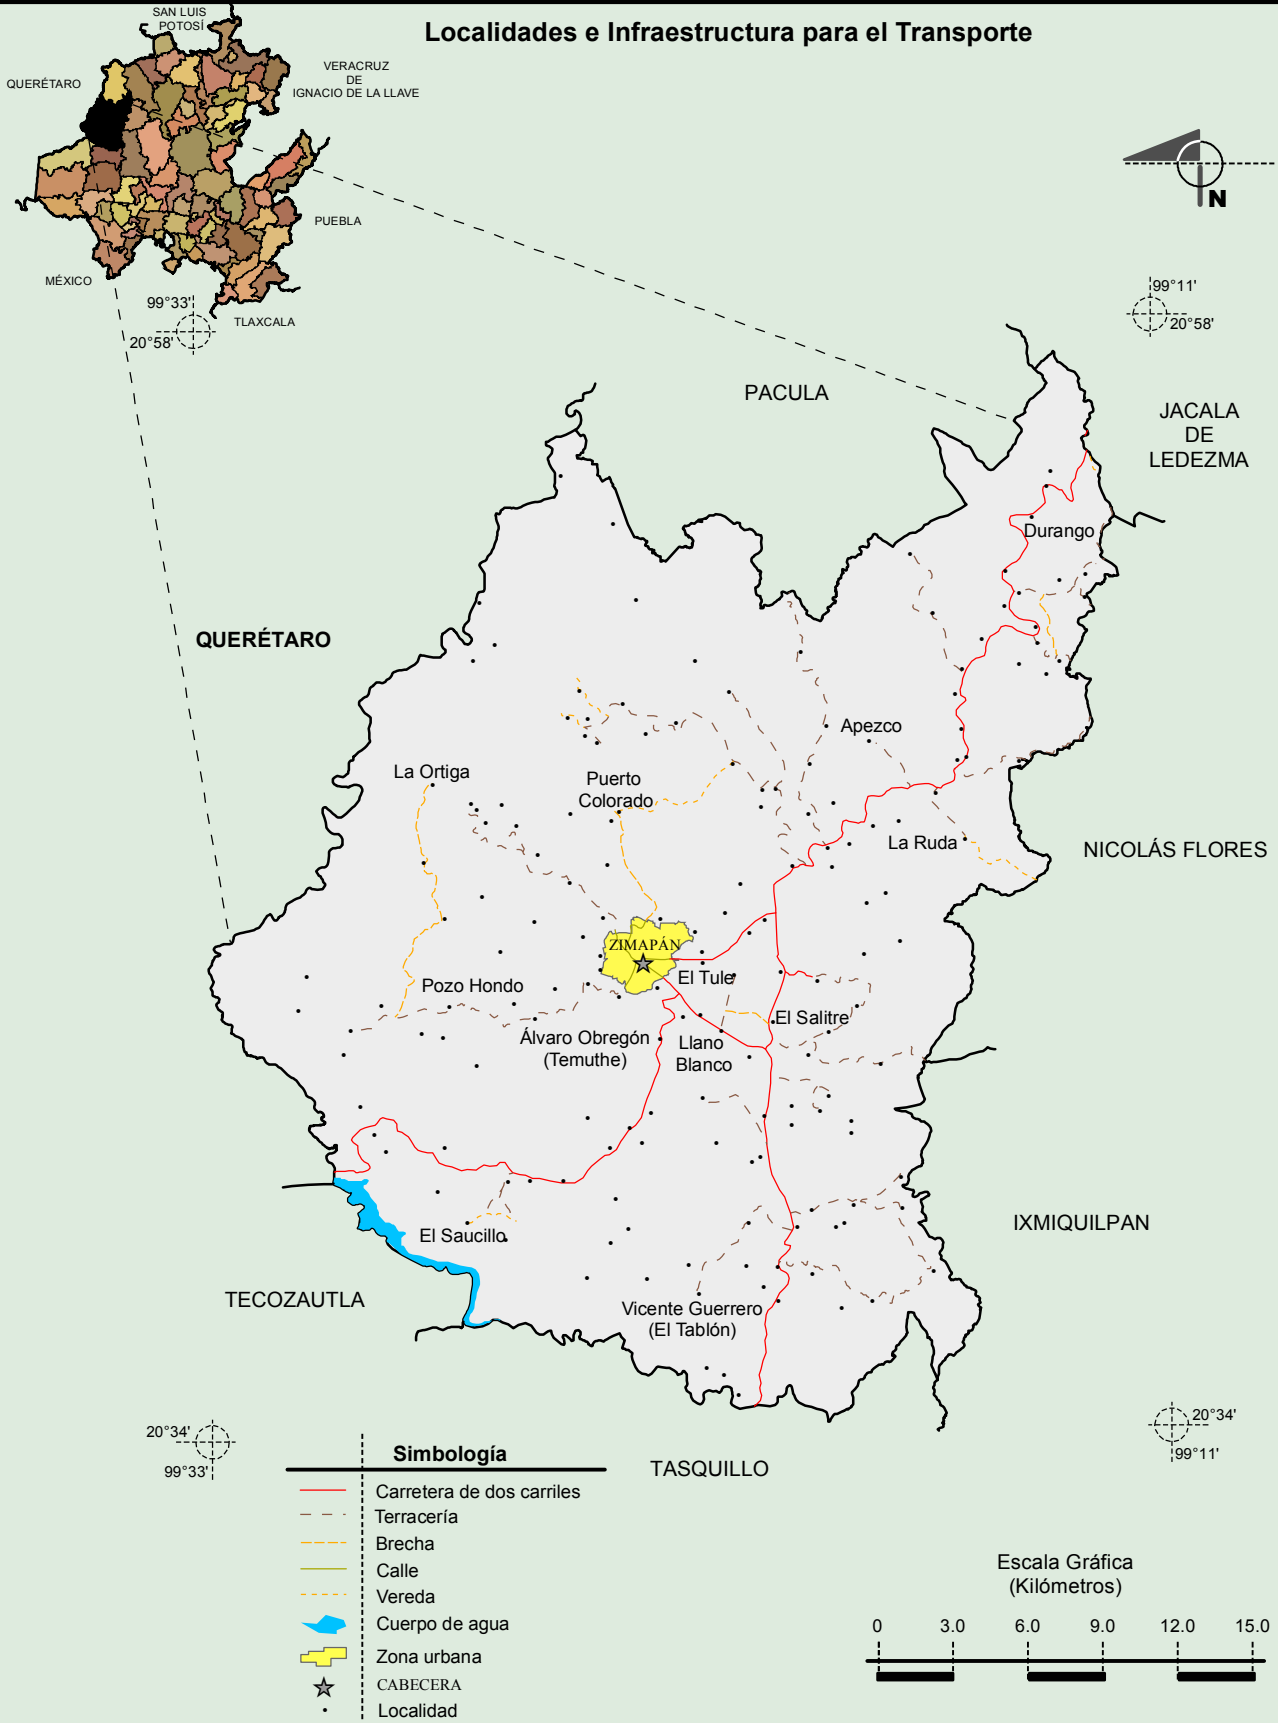 Localidades e Infraestructura para el Transporte
SAN LUIS
POTOSÍ
QUERÉTARO
VERACRUZ
DE
IGNACIO DE LA LLAVE
PUEBLA
MÉXICO
TLAXCALA
N
99°33'
20°58'
99°11'
20°58'
PACULA
JACALA
DE
LEDEZMA
Durango
QUERÉTARO
Apezco
La Ortiga
Puerto
Colorado
La Ruda
NICOLÁS FLORES
ZIMAPÁN
El Tule
Pozo Hondo
El Salitre
Álvaro Obregón
(Temuthe)
Llano
Blanco
IXMIQUILPAN
El Saucillo
TECOZAUTLA
Vicente Guerrero
(El Tablón)
20°34'
99°33'
20°34'
99°11'
TASQUILLO
Simbología
Carretera de dos carriles
Terracería
Brecha
Calle
Vereda
Cuerpo de agua
Zona urbana
CABECERA
Localidad
Escala Gráfica
(Kilómetros)
0 3.0 6.0 9.0 12.0 15.0